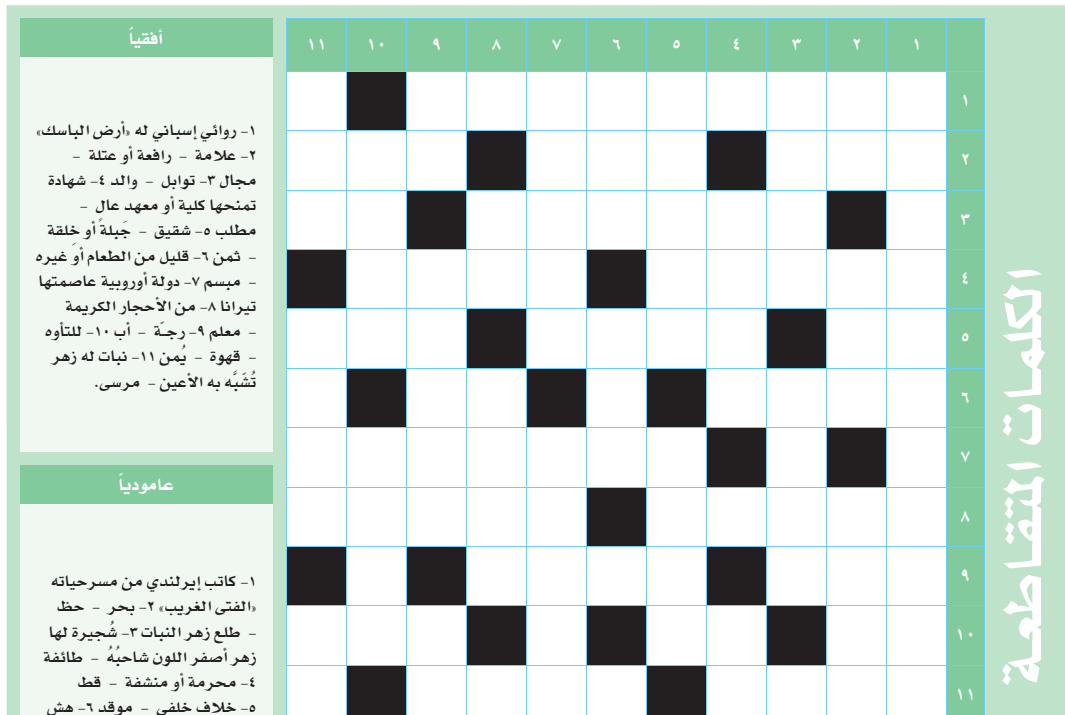 الكلمات المتقاطعة
١ ٢ ٣ ٤ ٥ ٦ ٧ ٨ ٩ ١٠ ١١
١
٢
٣
٤
٥
٦
٧
٨
٩
١٠
١١
أفقياً
١- روائي إسباني له «أرض الباسك»
٢- علامة - رافعة أو عتلة -
مجال ٣- توابل - والد ٤- شهادة
تمنحها كلية أو معهد عال -
مطلب ٥- شقيق - جَبلةً أو خلقة
- ثمن ٦- قليل من الطعام أو غيره
- مبسم ٧- دولة أوروبية عاصمتها
تيرانا ٨- من الأحجار الكريمة
- معلم ٩- رجّة - أب ١٠- للتأوه
- قهوة - يُمن ١١- نبات له زهر
تُشَبَّه به الأعين - مرسى.
عامودياً
١- كاتب إيرلندي من مسرحياته
«الفتى الغريب» ٢- بحر - حظ
- طلع زهر النبات ٣- شُجيرة لها
زهر أصفر اللون شاحبُهُ - طائفة
٤- محرمة أو منشفة - قط
٥- خلاف خلفي - موقد ٦- هش